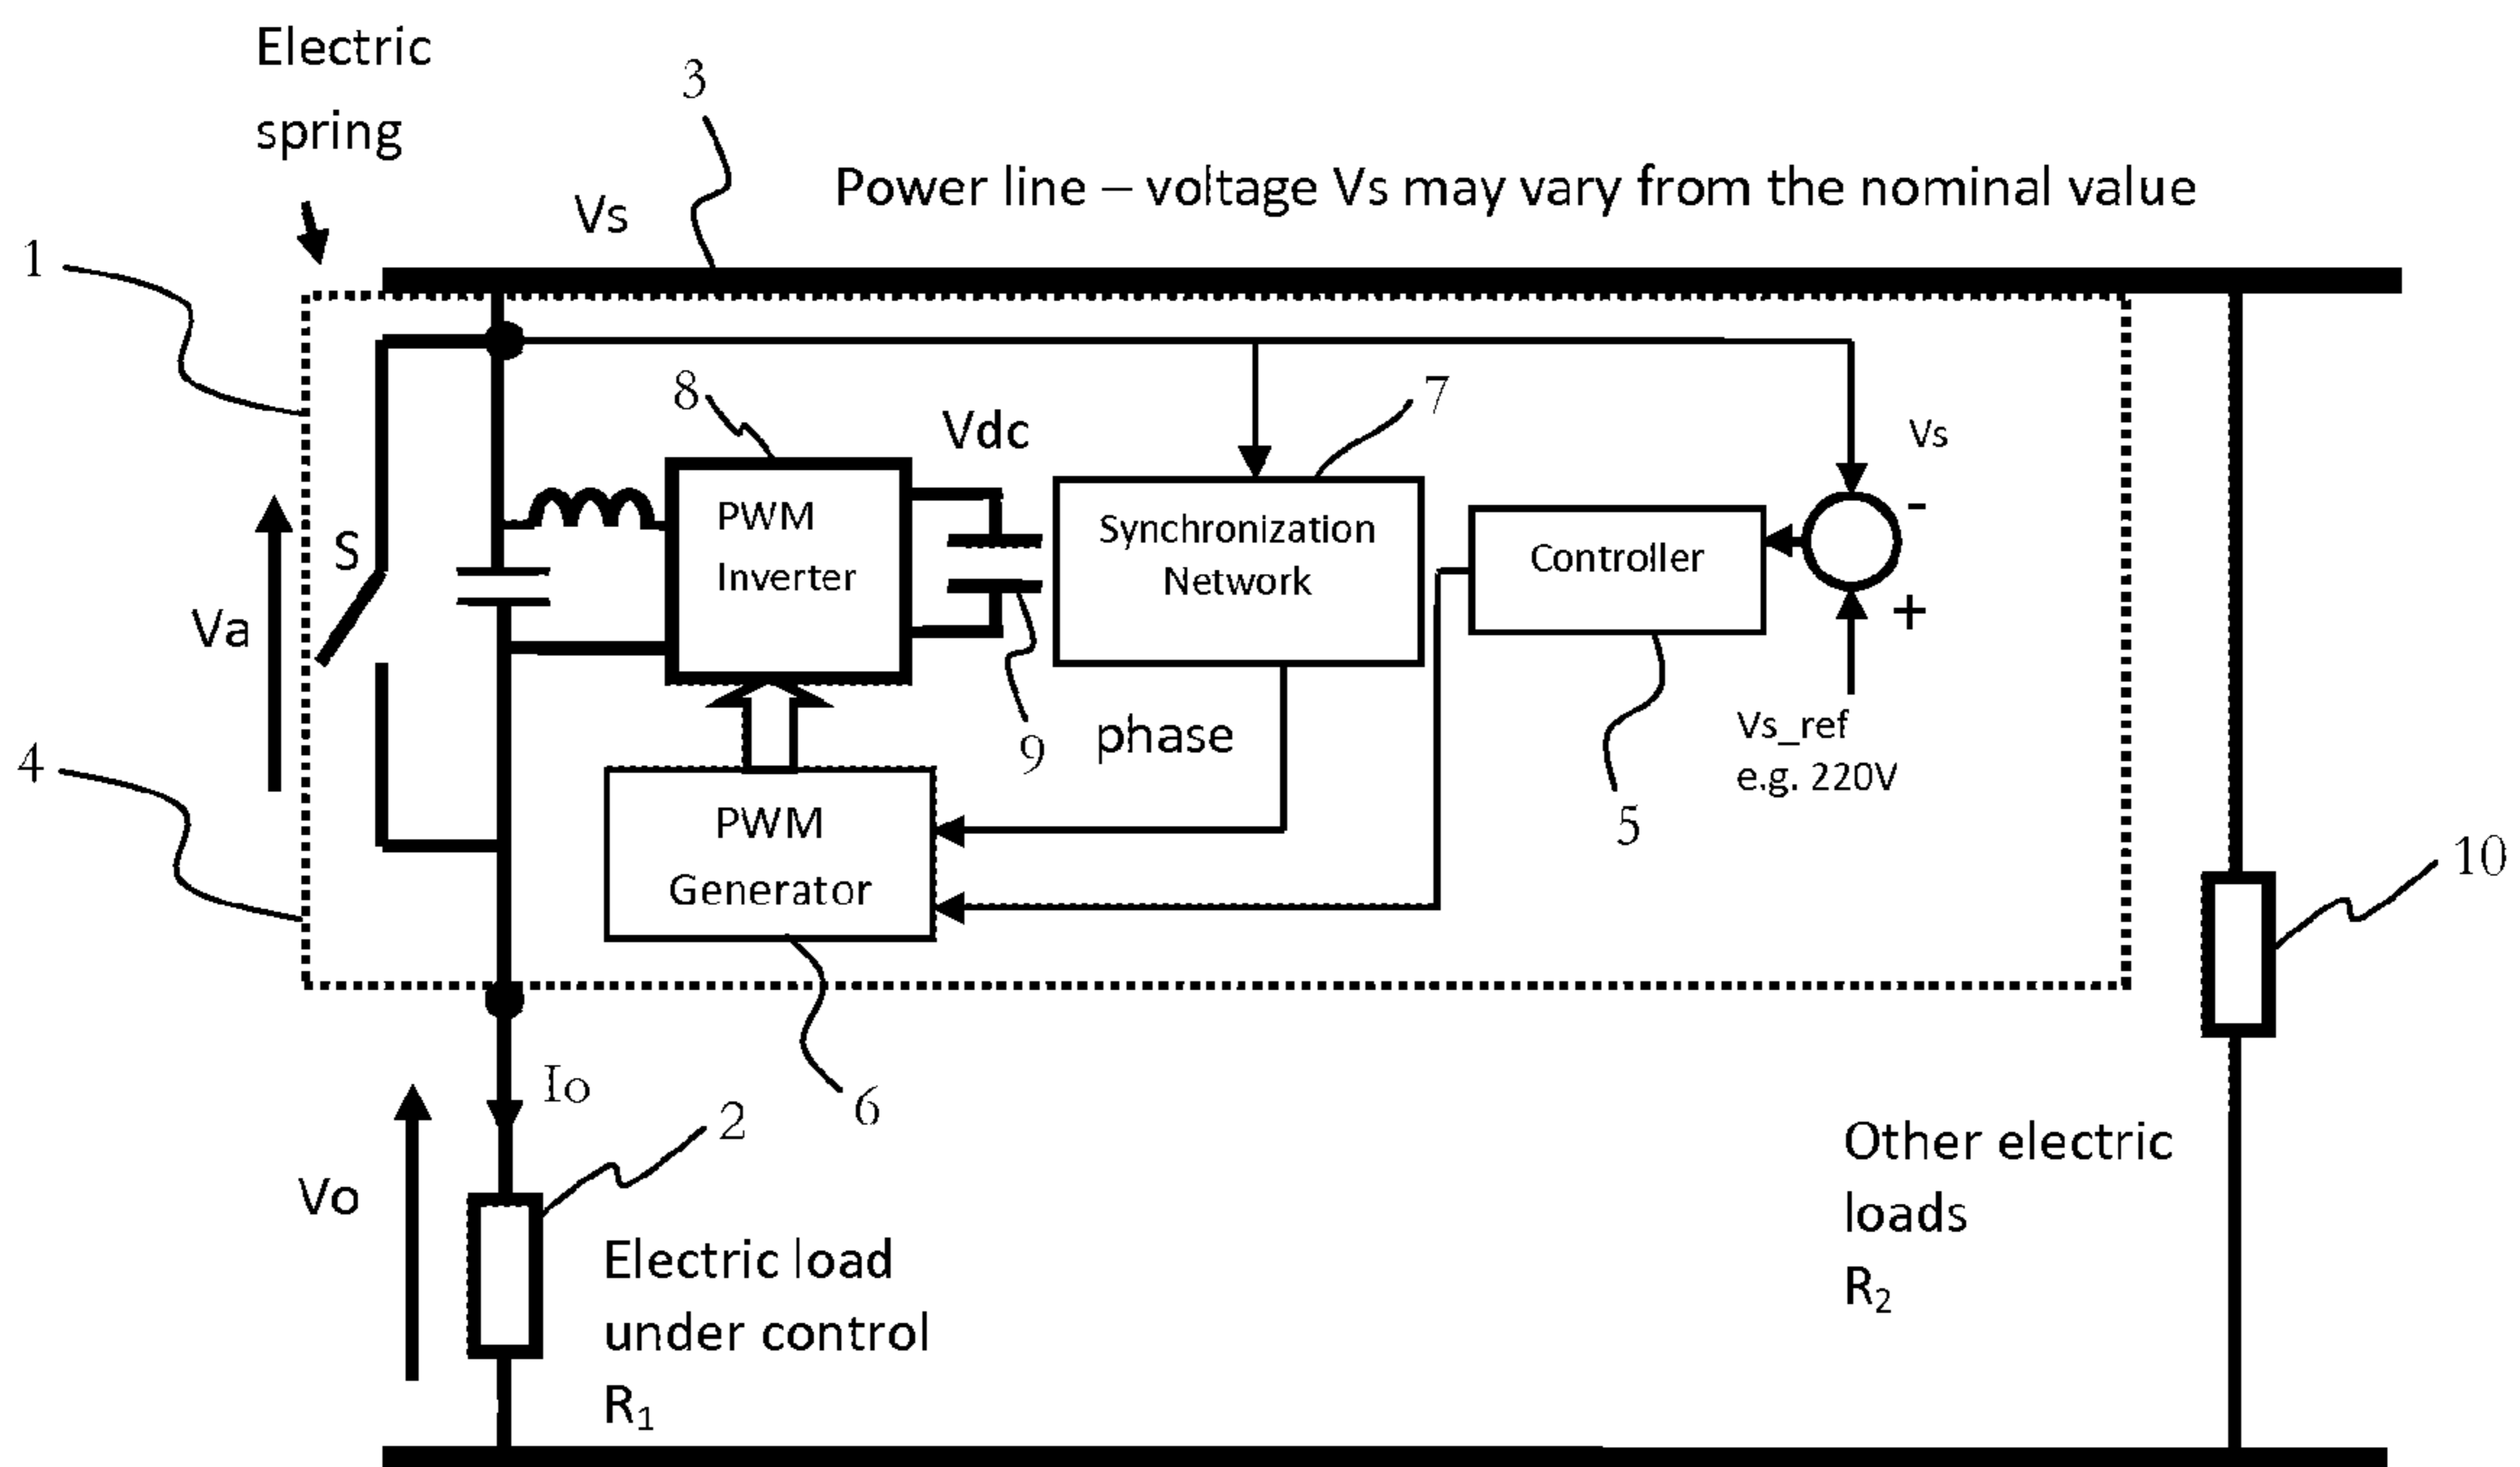 Electric
spring
3
Power line – voltage Vs may vary from the nominal value
Vs
1
8
7
Vdc
Vs
-
PWM
Inverter
Synchronization
Network
Controller
S
+
Va
phase
9
Vs_ref
e.g. 220V
4
5
PWM
Generator
10
Io
6
2
Vo
Other electric
loads
R₂
Electric load
under control
R₁